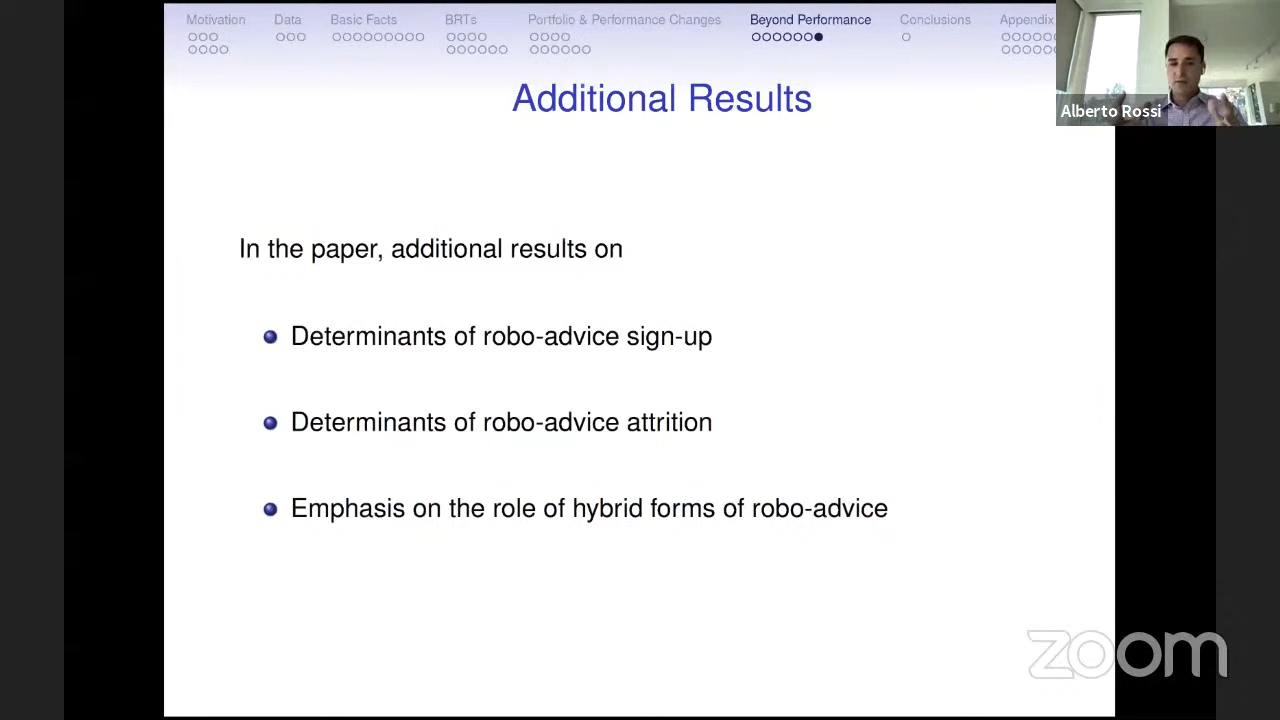 Motivation Data Basic Facts BRTs Portfolio & Performance Changes Beyond Performance Conclusions Appendix
Alberto Rossi
Additional Results
In the paper, additional results on
Determinants of robo-advice sign-up
Determinants of robo-advice attrition
Emphasis on the role of hybrid forms of robo-advice
zoom